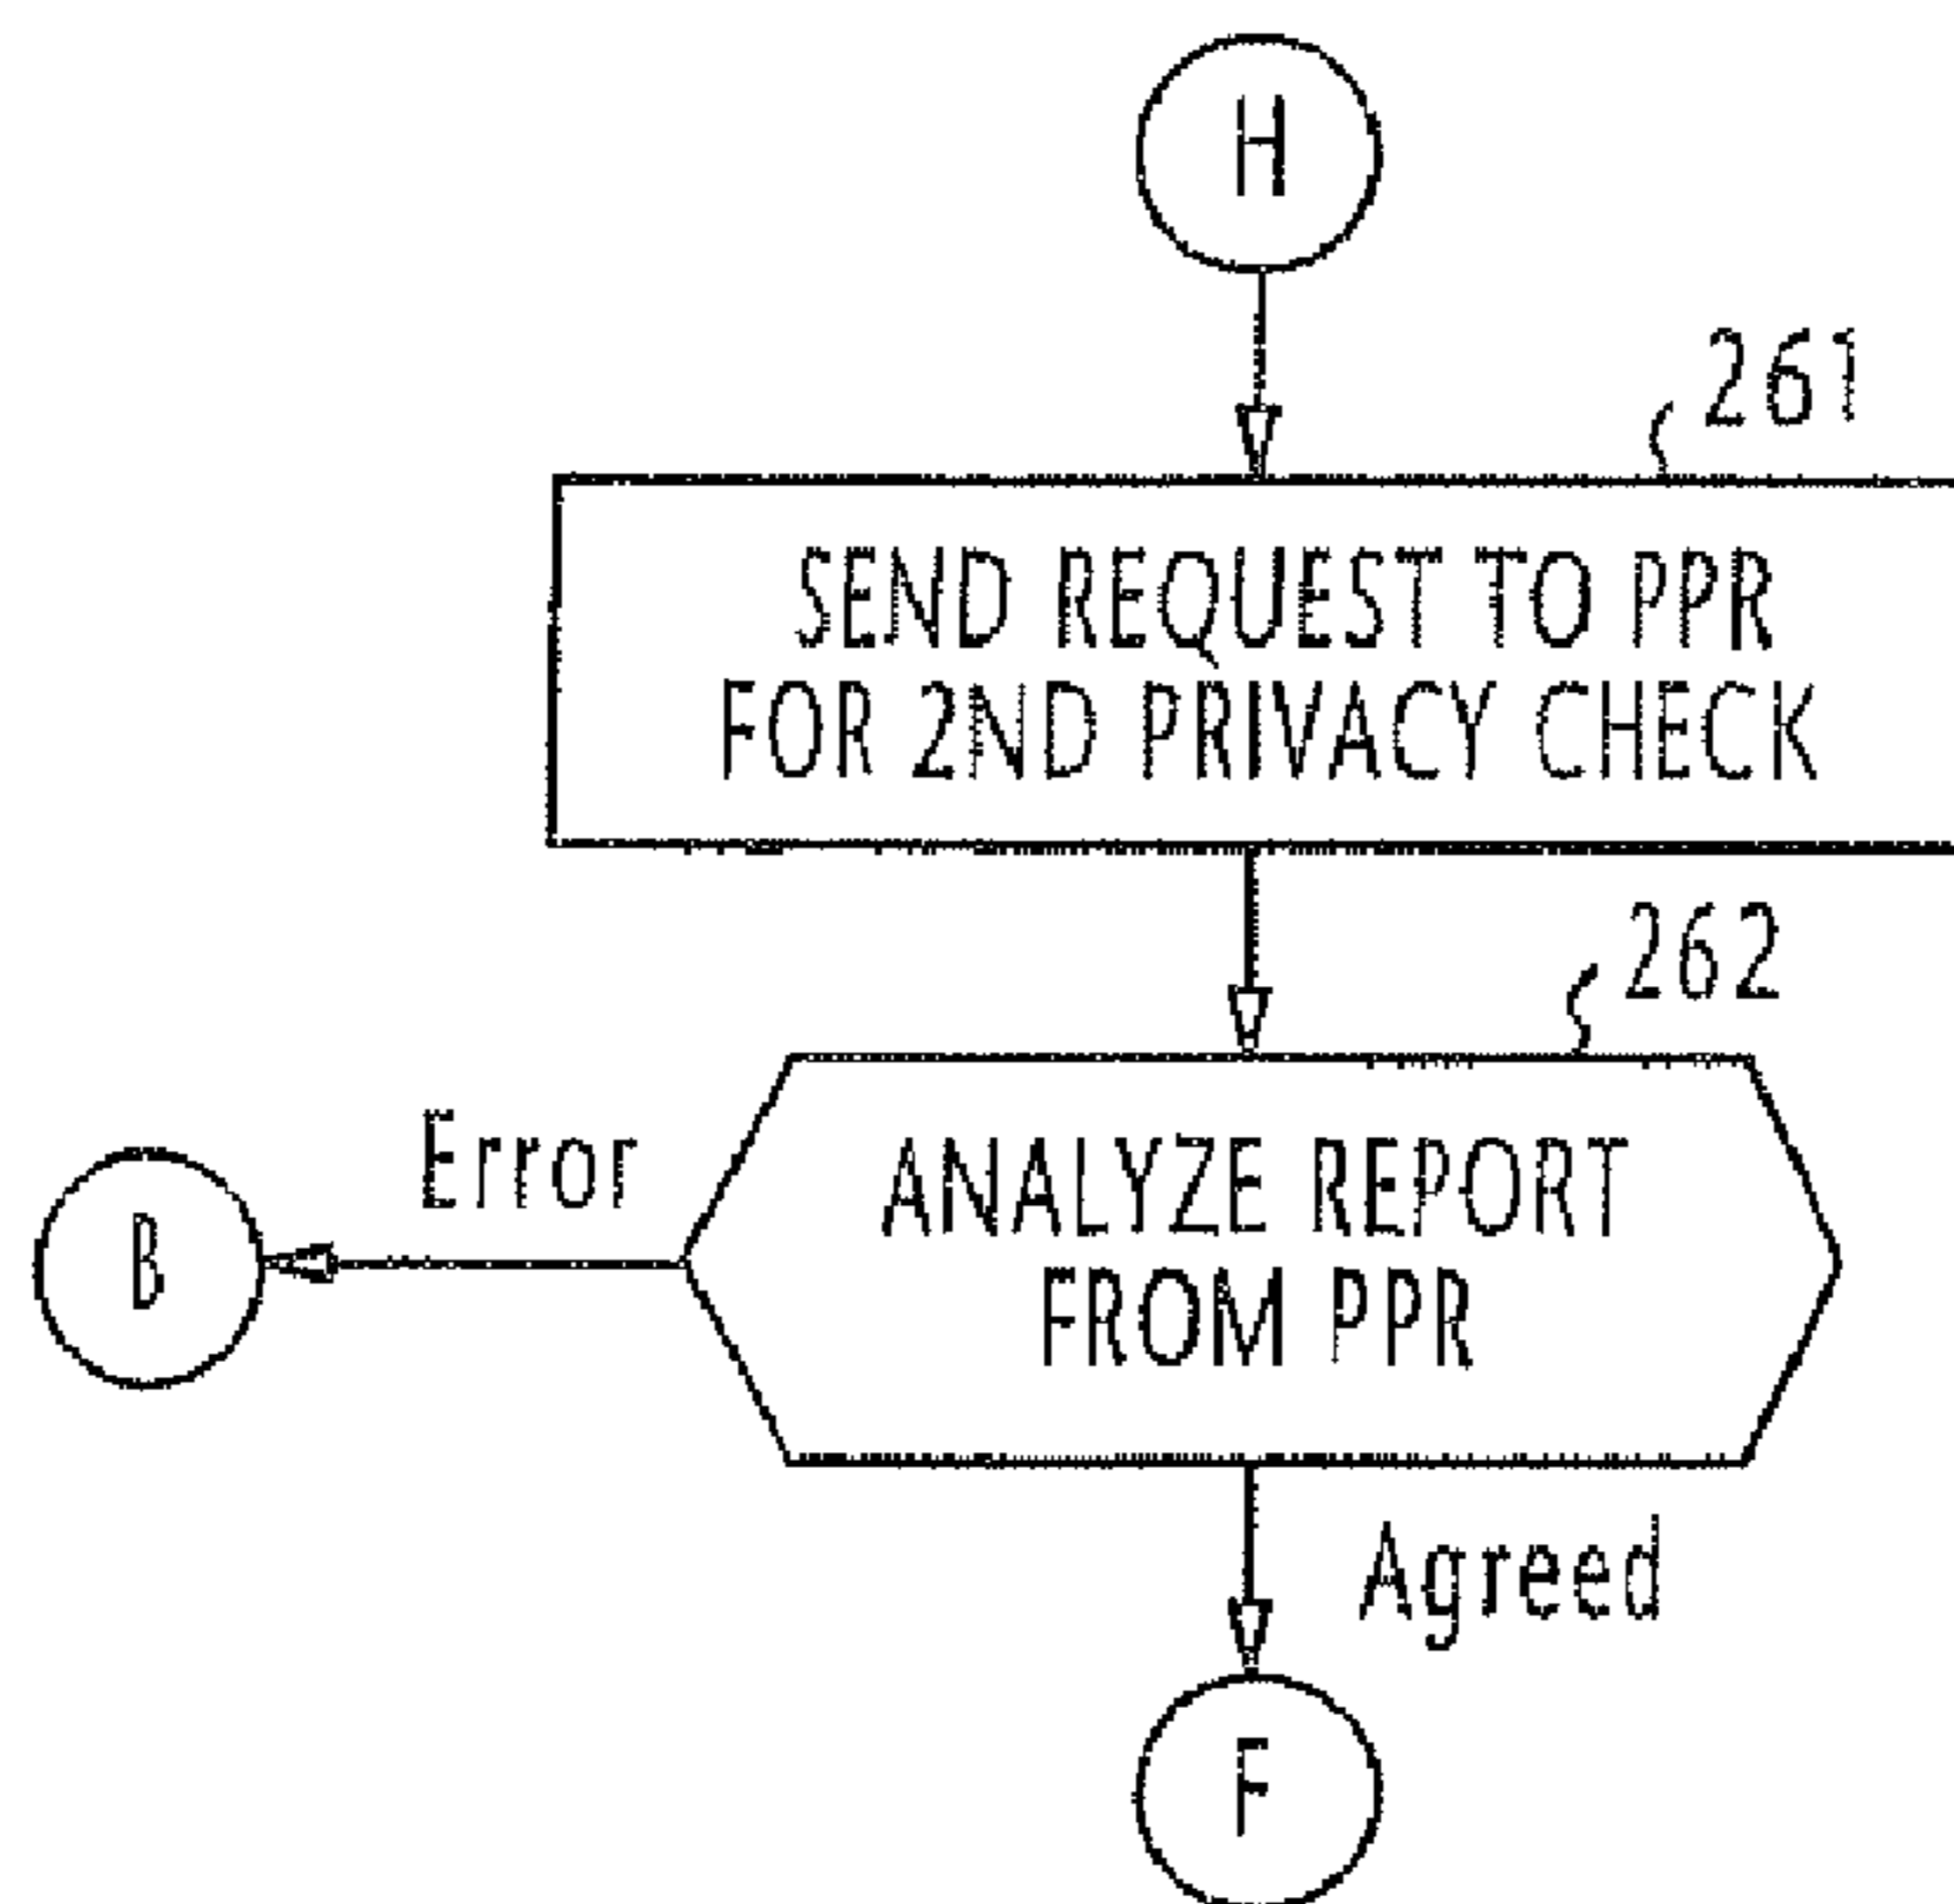 H
261
SEND REQUEST TO PPR
FOR 2ND PRIVACY CHECK
262
Error
ANALYZE REPORT
FROM PPR
B
Agreed
F